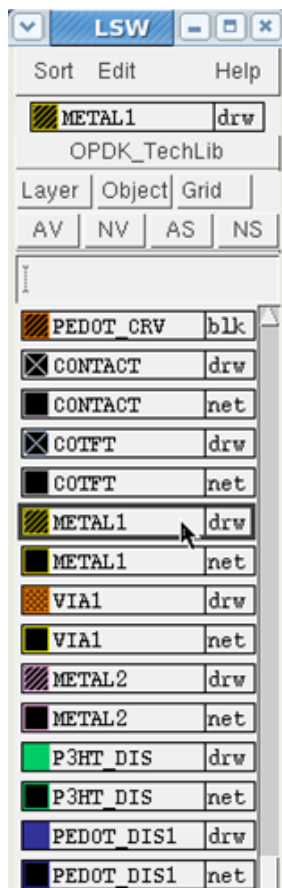 LSW
Sort Edit Help
METAL1 drw
OPDK_TechLib
Layer Object Grid
AV NV AS NS
PEDOT_CRV blk
CONTACT drw
CONTACT net
COTFT drw
COTFT net
METAL1 drw
METAL1 net
VIA1 drw
VIA1 net
METAL2 drw
METAL2 net
P3HT_DIS drw
P3HT_DIS net
PEDOT_DIS1 drw
PEDOT_DIS1 net